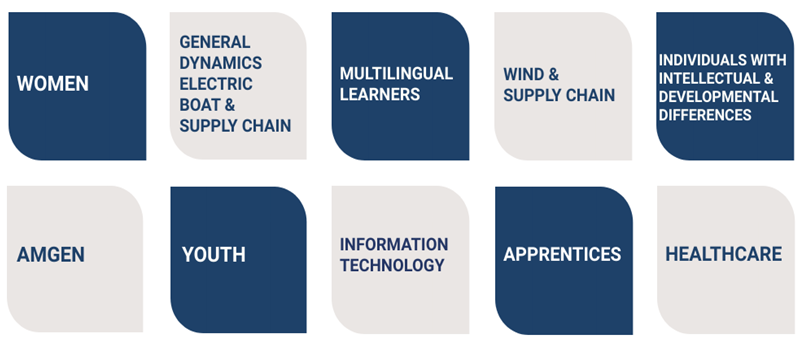 WOMEN
GENERAL
DYNAMICS
ELECTRIC
BOAT &
SUPPLY CHAIN
MULTILINGUAL
LEARNERS
WIND &
SUPPLY CHAIN
INDIVIDUALS WITH
INTELLECTUAL &
DEVELOPMENTAL
DIFFERENCES
AMGEN
YOUTH
INFORMATION
TECHNOLOGY
APPRENTICES
HEALTHCARE